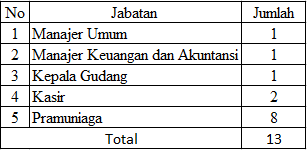 No Jabatan Jumlah
1 Manajer Umum 1
2 Manajer Keuangan dan Akuntansi 1
3 Kepala Gudang 1
4 Kasir 2
5 Pramuniaga 8
Total 13